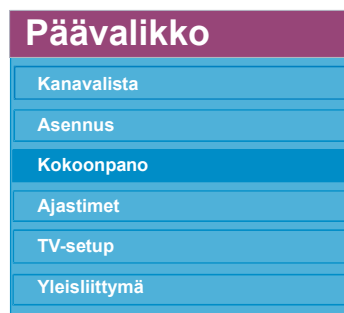 Päävalikko
Kanavalista
Asennus
Kokoonpano
Ajastimet
TV-setup
Yleisliittymä